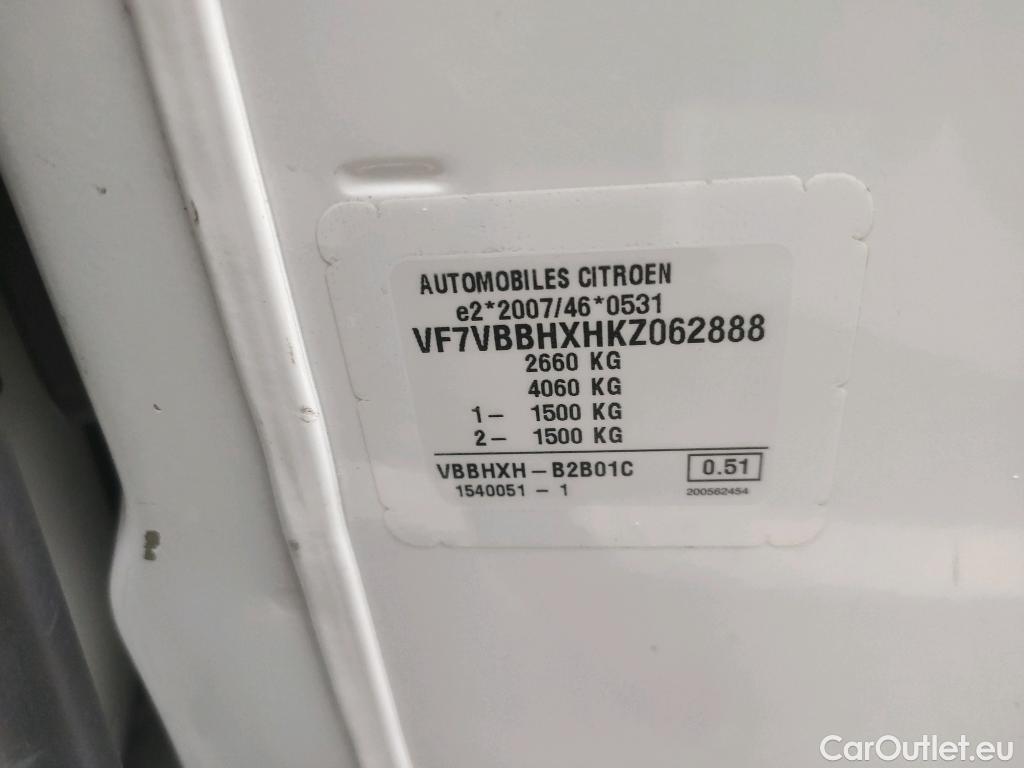 AUTOMOBILES CITROEN
e2*2007/46*0531
VF7VBBHXHKZ062888
2660 KG
4060 KG
1- 1500 KG
2- 1500 KG
VBBHXH-B2B01C 0.51
1540051-1 200562454
CarOutlet.eu